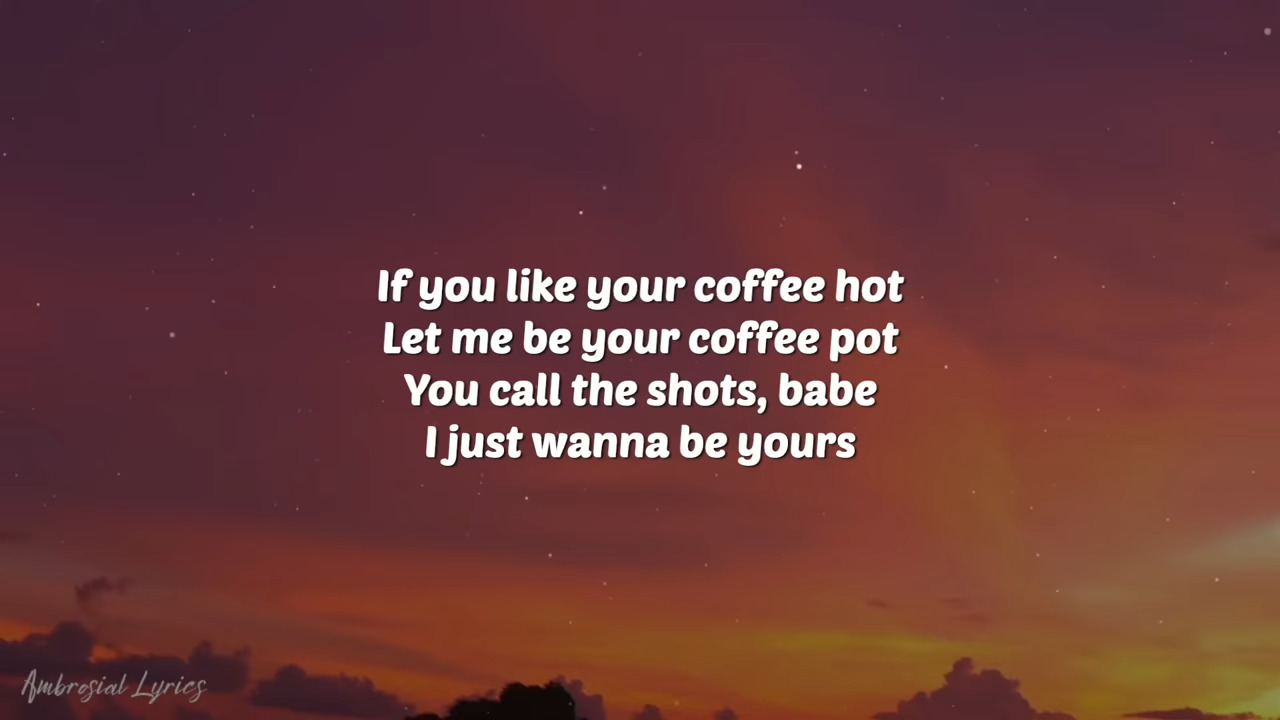 If you like your coffee hot
Let me be your coffee pot
You call the shots, babe
I just wanna be yours
Ambrosial Lyrics